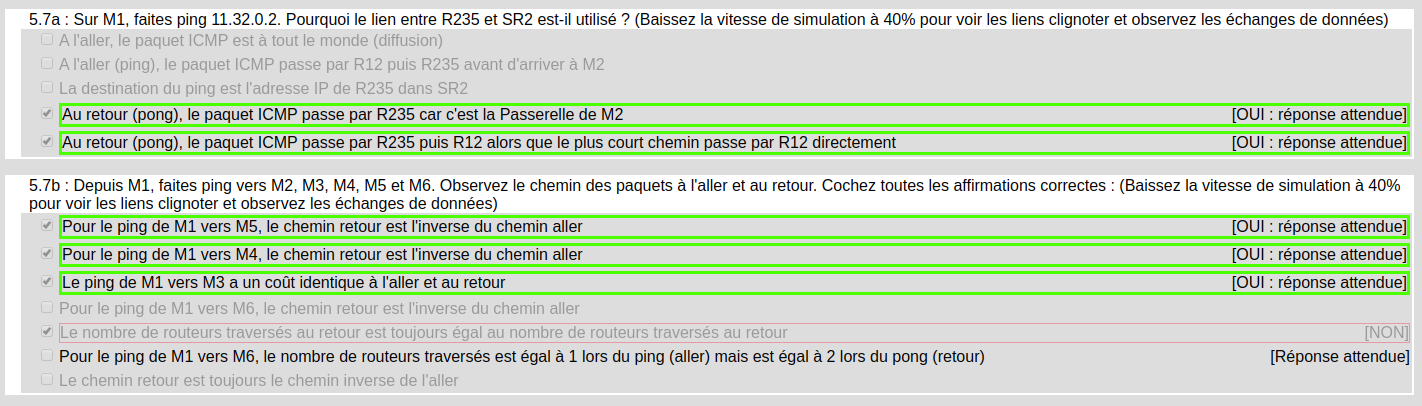 5.7a : Sur M1, faites ping 11.32.0.2. Pourquoi le lien entre R235 et SR2 est-il utilisé ? (Baissez la vitesse de simulation à 40% pour voir les liens clignoter et observez les échanges de données)
A l'aller, le paquet ICMP est à tout le monde (diffusion)
A l'aller (ping), le paquet ICMP passe par R12 puis R235 avant d'arriver à M2
La destination du ping est l'adresse IP de R235 dans SR2
Au retour (pong), le paquet ICMP passe par R235 car c'est la Passerelle de M2 [OUI : réponse attendue]
Au retour (pong), le paquet ICMP passe par R235 puis R12 alors que le plus court chemin passe par R12 directement [OUI : réponse attendue]
5.7b : Depuis M1, faites ping vers M2, M3, M4, M5 et M6. Observez le chemin des paquets à l'aller et au retour. Cochez toutes les affirmations correctes : (Baissez la vitesse de simulation à 40%
pour voir les liens clignoter et observez les échanges de données)
Pour le ping de M1 vers M5, le chemin retour est l'inverse du chemin aller [OUI : réponse attendue]
Pour le ping de M1 vers M4, le chemin retour est l'inverse du chemin aller [OUI : réponse attendue]
Le ping de M1 vers M3 a un coût identique à l'aller et au retour [OUI : réponse attendue]
Pour le ping de M1 vers M6, le chemin retour est l'inverse du chemin aller
Le nombre de routeurs traversés au retour est toujours égal au nombre de routeurs traversés au retour [NON]
Pour le ping de M1 vers M6, le nombre de routeurs traversés est égal à 1 lors du ping (aller) mais est égal à 2 lors du pong (retour) [Réponse attendue]
Le chemin retour est toujours le chemin inverse de l'aller